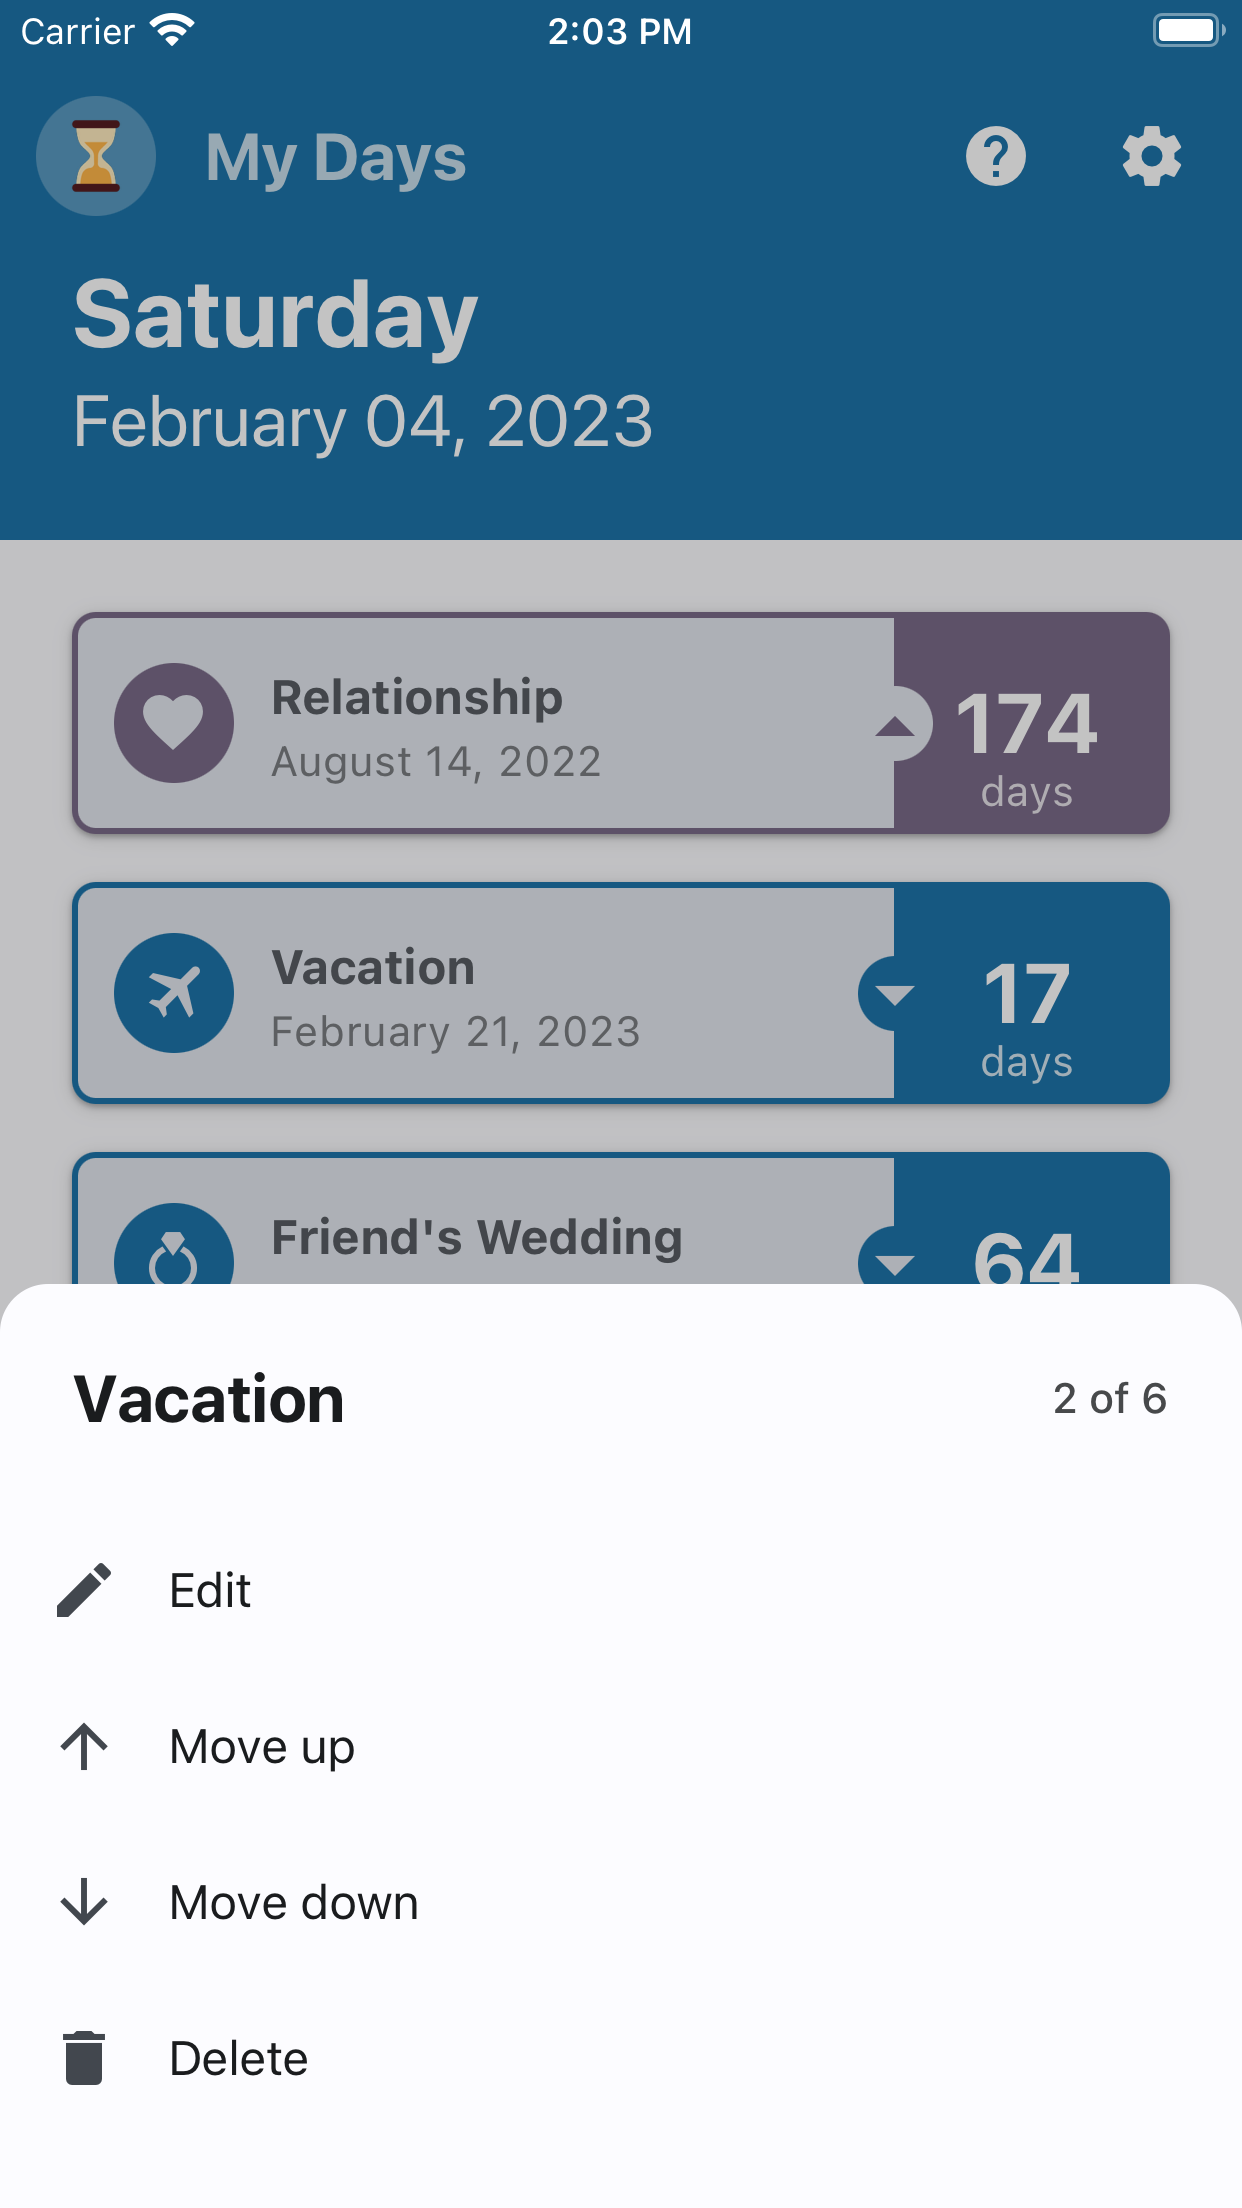 Carrier 2:03 PM
My Days
Saturday
February 04, 2023
Relationship
August 14, 2022
174
days
Vacation
February 21, 2023
17
days
Friend's Wedding
64
Vacation
2 of 6
Edit
Move up
Move down
Delete